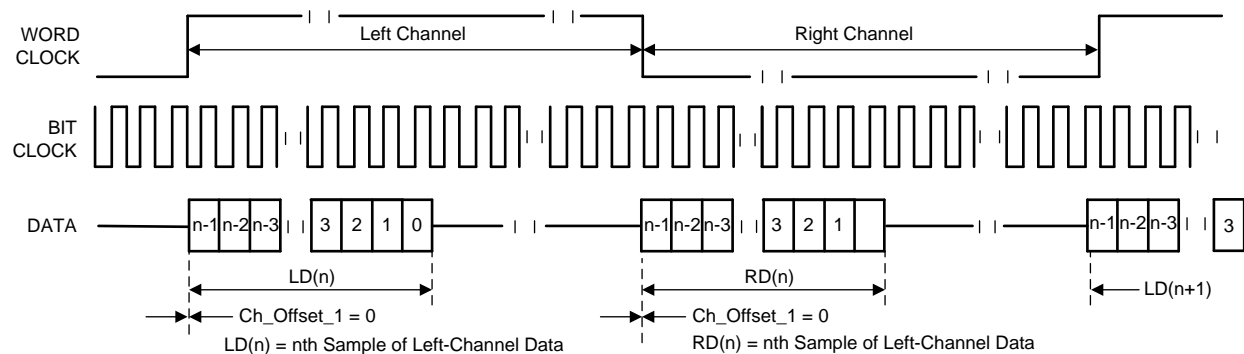 WORD
CLOCK
Left Channel
Right Channel
BIT
CLOCK
DATA
n-1 n-2 n-3 3 2 1 0 n-1 n-2 n-3 3 2 1 n-1 n-2 n-3 3
LD(n)
RD(n)
LD(n+1)
Ch_Offset_1 = 0
Ch_Offset_1 = 0
LD(n) = nth Sample of Left-Channel Data
RD(n) = nth Sample of Left-Channel Data